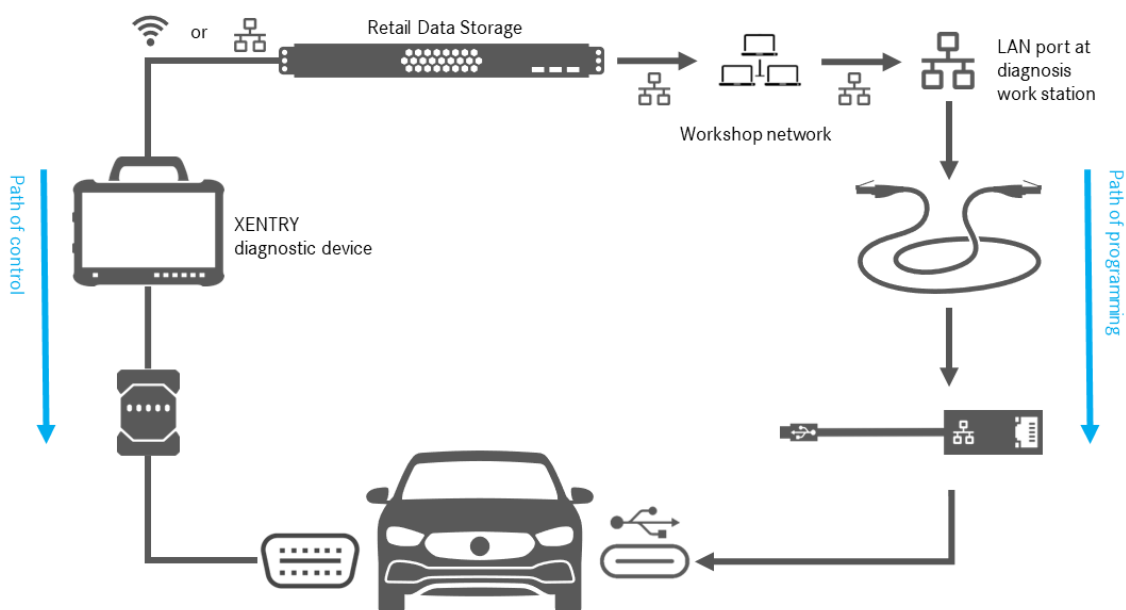 or
Retail Data Storage
LAN port at
diagnosis
work station
Workshop network
Path of control
XENTRY
diagnostic device
Path of programming